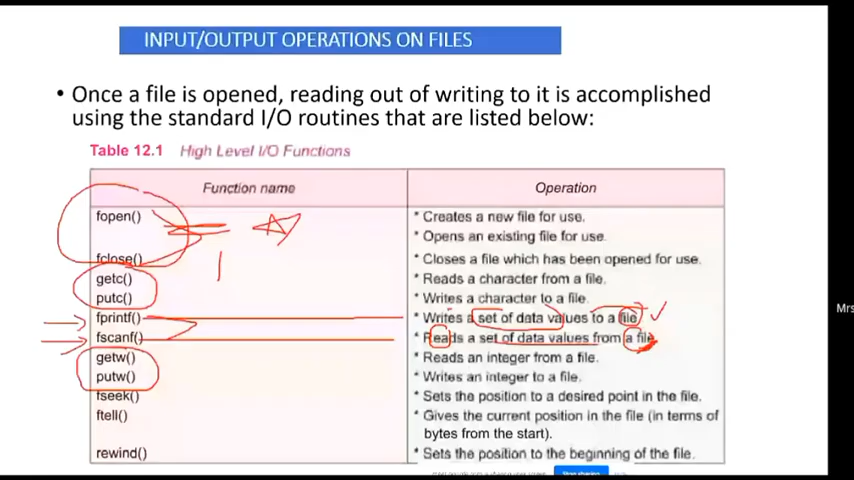 INPUT/OUTPUT OPERATIONS ON FILES
• Once a file is opened, reading out of writing to it is accomplished
using the standard I/O routines that are listed below:
Table 12.1 High Level I/O Functions
Function name Operation
fopen() * Creates a new file for use.
* Opens an existing file for use.
fclose() * Closes a file which has been opened for use.
getc() * Reads a character from a file.
putc() * Writes a character to a file.
fprintf() * Writes a set of data values to a file
fscanf() * Reads a set of data values from a file
getw() * Reads an integer from a file.
putw() * Writes an integer to a file.
fseek() * Sets the position to a desired point in the file.
ftell() * Gives the current position in the file (in terms of
bytes from the start).
rewind() * Sets the position to the beginning of the file.
Stop sharing
Mrs